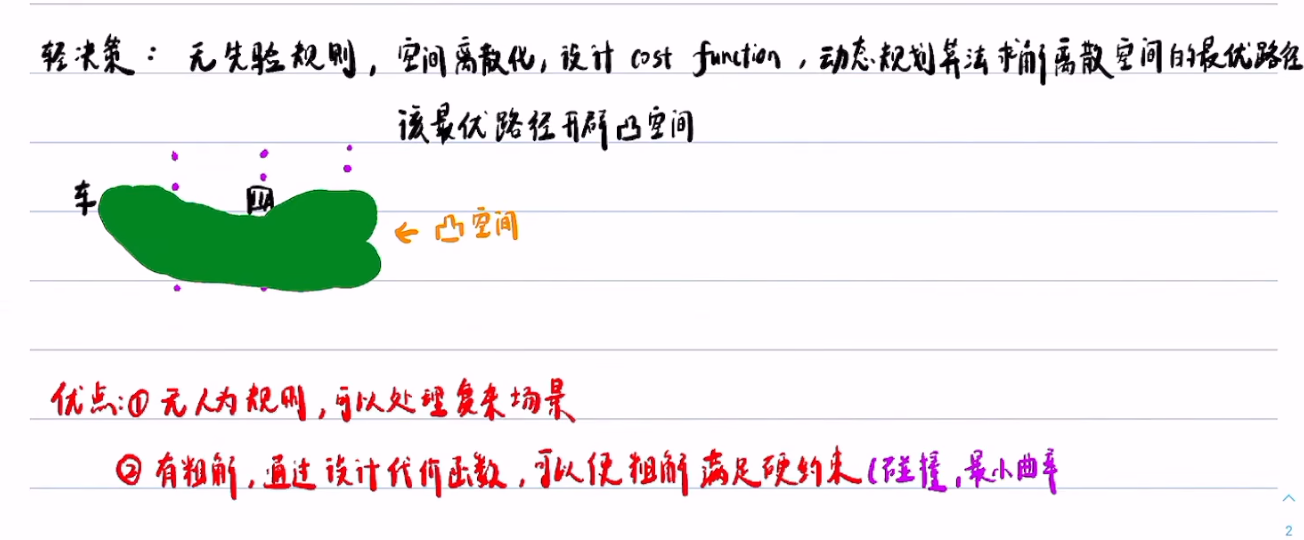 轻决策：无先验规则，空间离散化，设计 cost function，动态规划算法求解离散空间的最优路径
该最优路径开辟凸空间
车
← 凸空间
优点：① 无人为规则，可以处理复杂场景
② 有粗解，通过设计代价函数，可以使粗解满足硬约束（碰撞，最小曲率
2